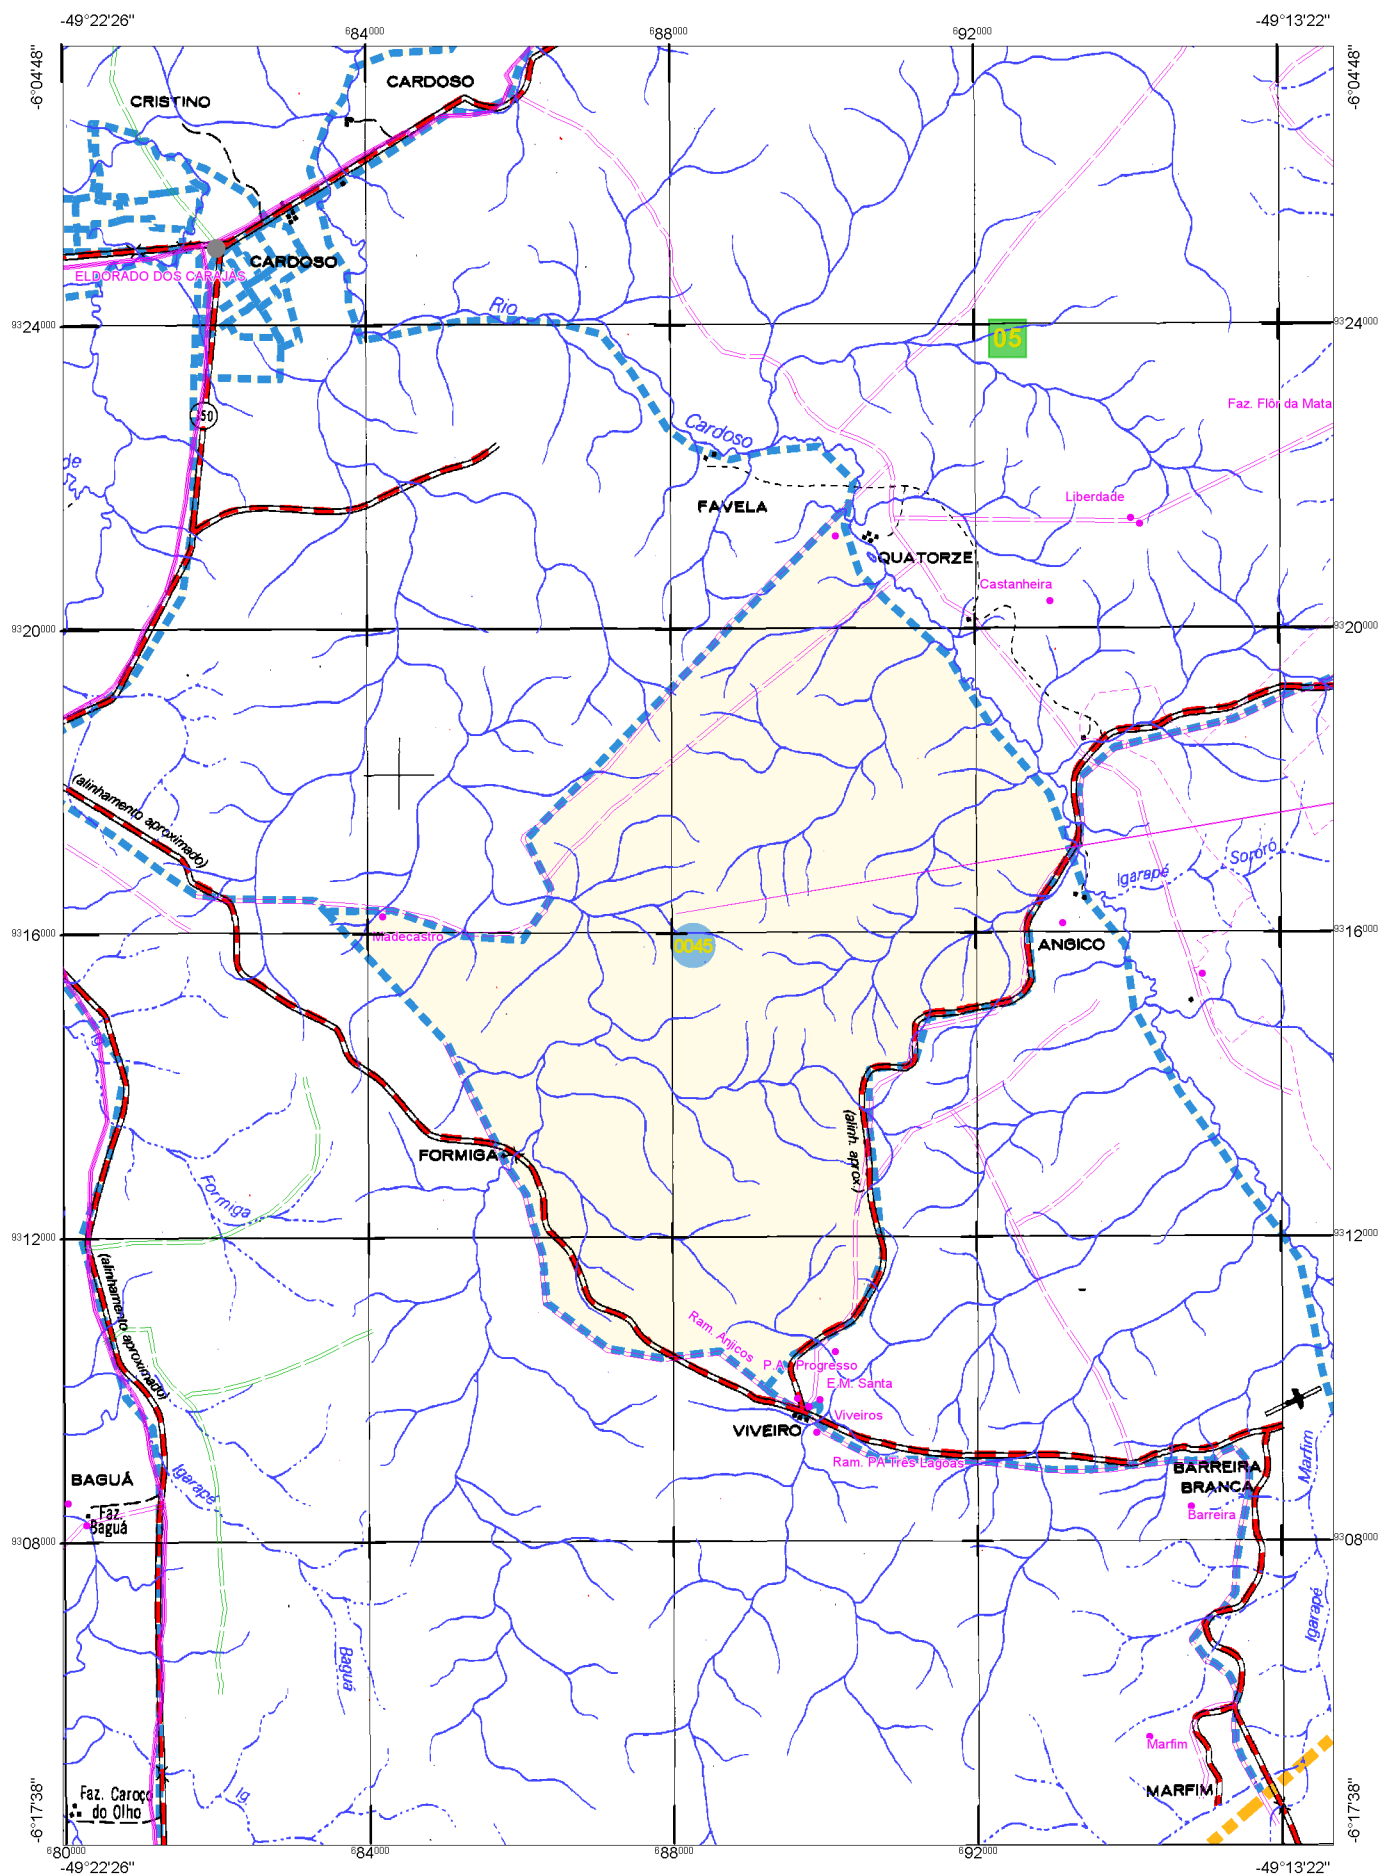 -49°22'26"
-49°13'22"
684000
688000
692000
-6°04'48"
-6°04'48"
CARDOSO
CRISTINO
CARDOSO
ELDORADO DOS CARAJAS
Rio
9324000
9324000
05
Faz. Flôr da Mata
Cardoso
de
Liberdade
FAVELA
QUATORZE
Castanheira
9320000
9320000
(alinhamento aproximado)
Igarapé
Sororó
Madecastro
9316000
9316000
0045
ANGICO
Ig.
(alinh. aprox.)
FORMIGA
Formiga
9312000
9312000
(alinhamento aproximado)
Ram. Anjicos
P.A. Progresso
E.M. Santa
Viveiros
VIVEIRO
Marfim
Ram. PA Três Lagoas
BARREIRA
BRANCA
BAGUÁ
Igarapé
Faz.
Baguá
Barreira
9308000
9308000
Igarapé
Baguá
Marfim
MARFIM
Faz. Caroço
do Olho
Ig.
-6°17'38"
-6°17'38"
680000
684000
688000
692000
-49°22'26"
-49°13'22"